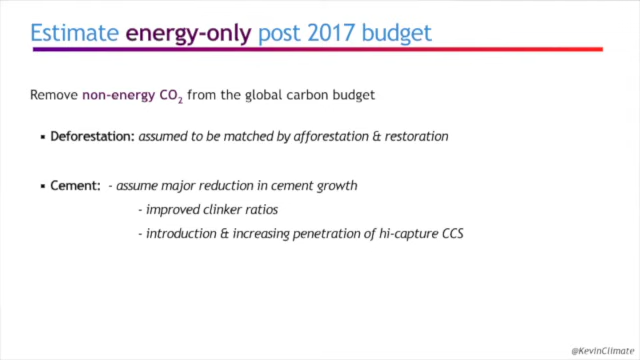 Estimate energy-only post 2017 budget
Remove non-energy CO₂ from the global carbon budget
▪ Deforestation: assumed to be matched by afforestation & restoration
▪ Cement: - assume major reduction in cement growth
- improved clinker ratios
- introduction & increasing penetration of hi-capture CCS
@KevinClimate